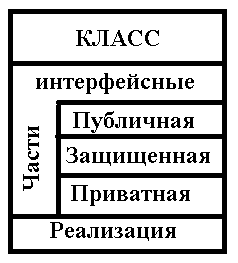 КЛАСС
интерфейсные
Части
Публичная
Защищенная
Приватная
Реализация